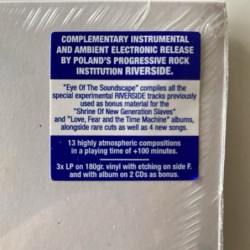 COMPLEMENTARY INSTRUMENTAL
AND AMBIENT ELECTRONIC RELEASE
BY POLAND'S PROGRESSIVE ROCK
INSTITUTION RIVERSIDE.
"Eye Of The Soundscape" compiles all the
special experimental RIVERSIDE tracks previously
used as bonus material for the
"Shrine Of New Generation Slaves"
and "Love, Fear and the Time Machine" albums,
alongside rare cuts as well as 4 new songs.
13 highly atmospheric compositions
in a playing time of +100 minutes.
3x LP on 180gr. vinyl with etching on side F.
and with album on 2 CDs as bonus.